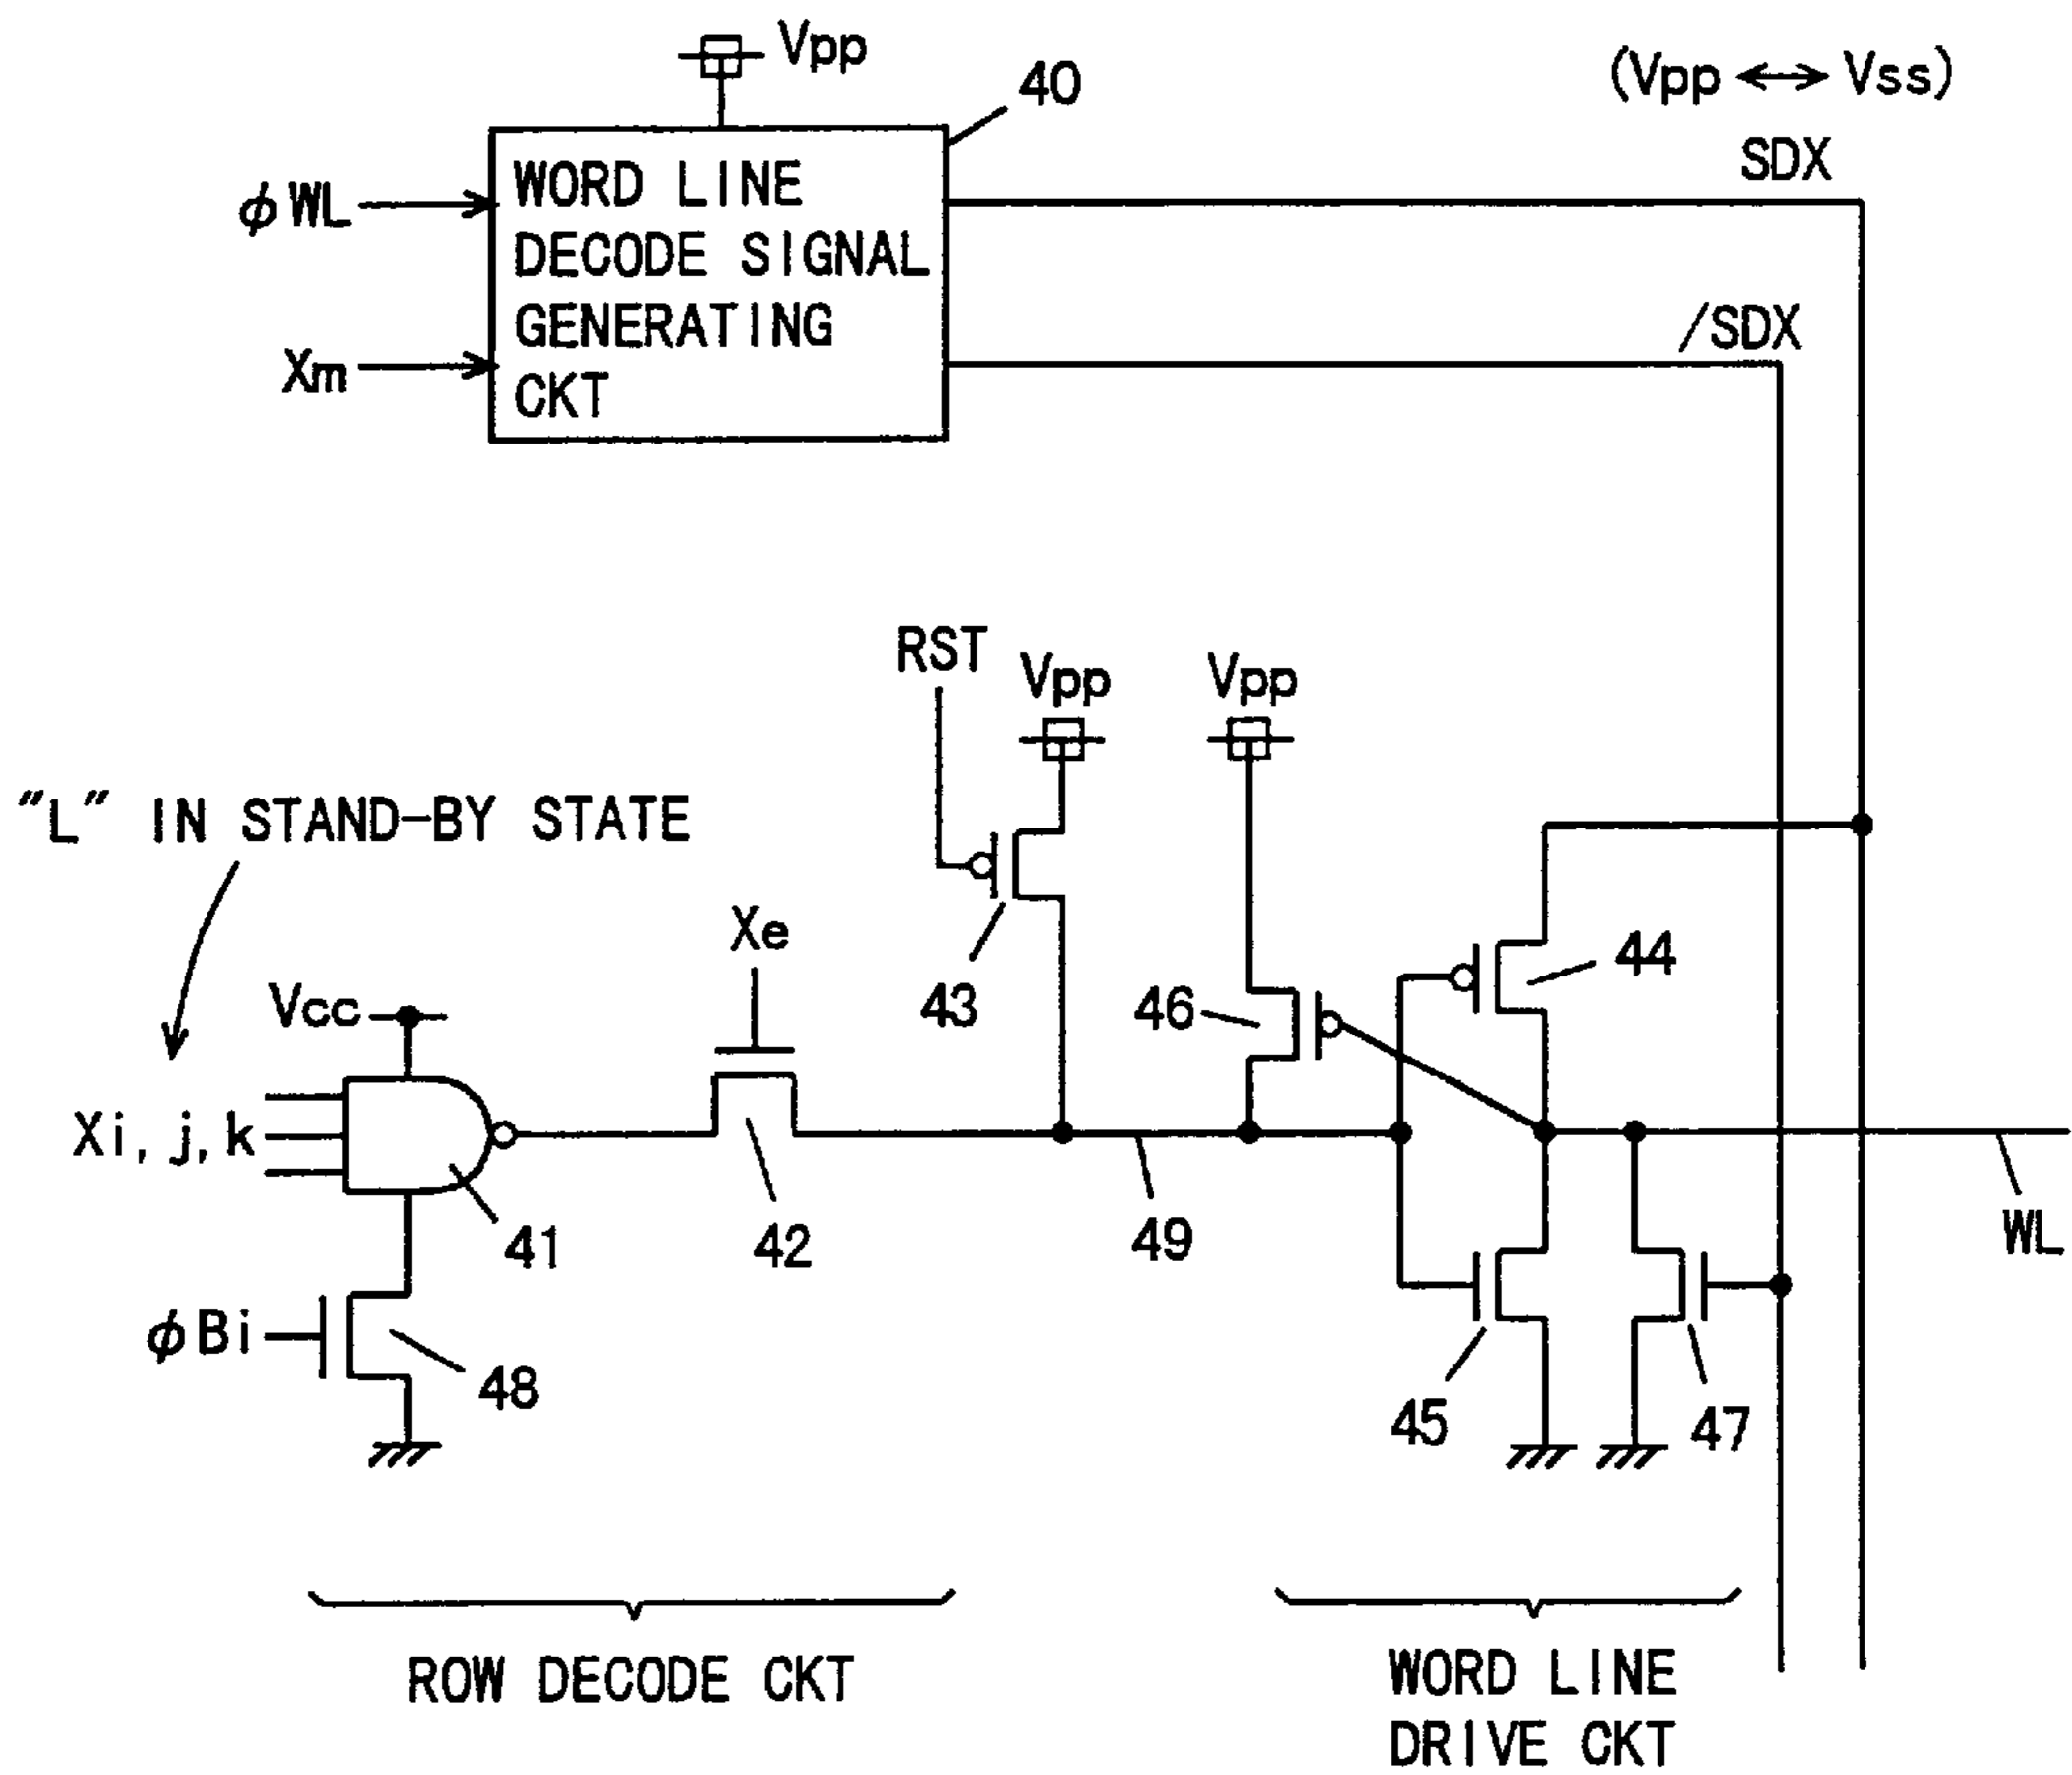 Vpp
40
(Vpp ↔ Vss)
SDX
φWL
WORD LINE
DECODE SIGNAL
GENERATING
CKT
/SDX
Xm
RST
Vpp
Vpp
"L" IN STAND-BY STATE
Xe
43
46
44
Vcc
Xi, j, k
41
42
49
WL
φBi
48
45
47
ROW DECODE CKT
WORD LINE
DRIVE CKT